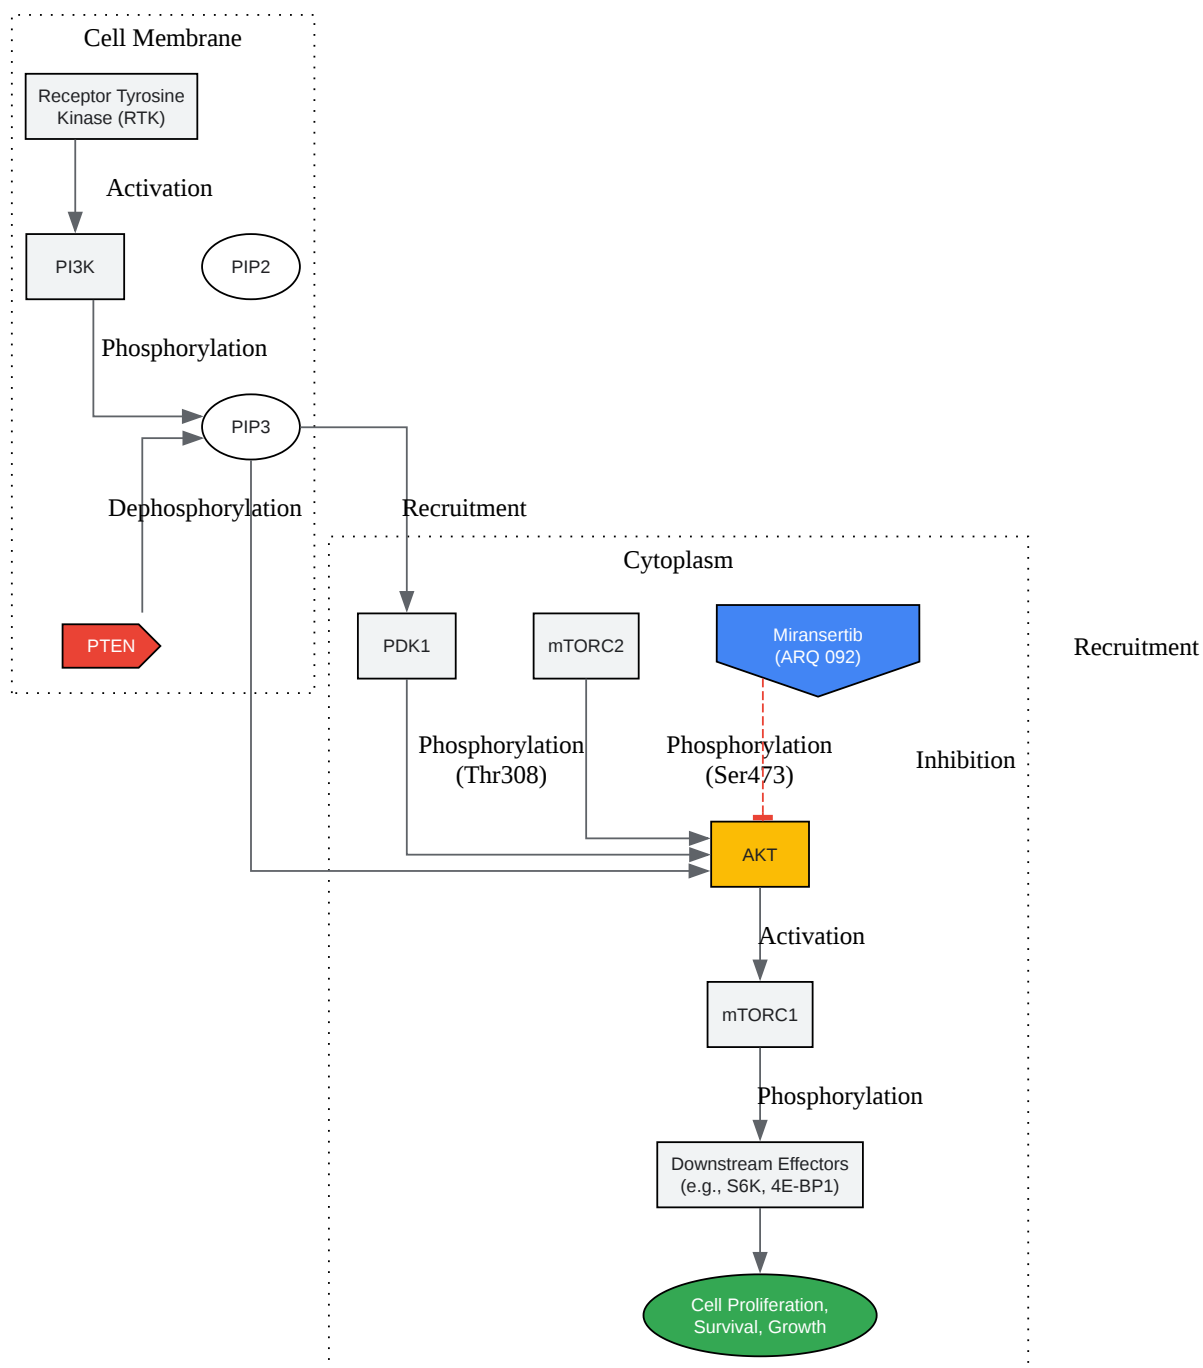 Cell Membrane
Receptor Tyrosine
Kinase (RTK)
Activation
PI3K
PIP2
Phosphorylation
PIP3
Dephosphorylation
Recruitment
Cytoplasm
PTEN
PDK1
mTORC2
Miransertib
(ARQ 092)
Recruitment
Phosphorylation
(Thr308)
Phosphorylation
(Ser473)
Inhibition
AKT
Activation
mTORC1
Phosphorylation
Downstream Effectors
(e.g., S6K, 4E-BP1)
Cell Proliferation,
Survival, Growth